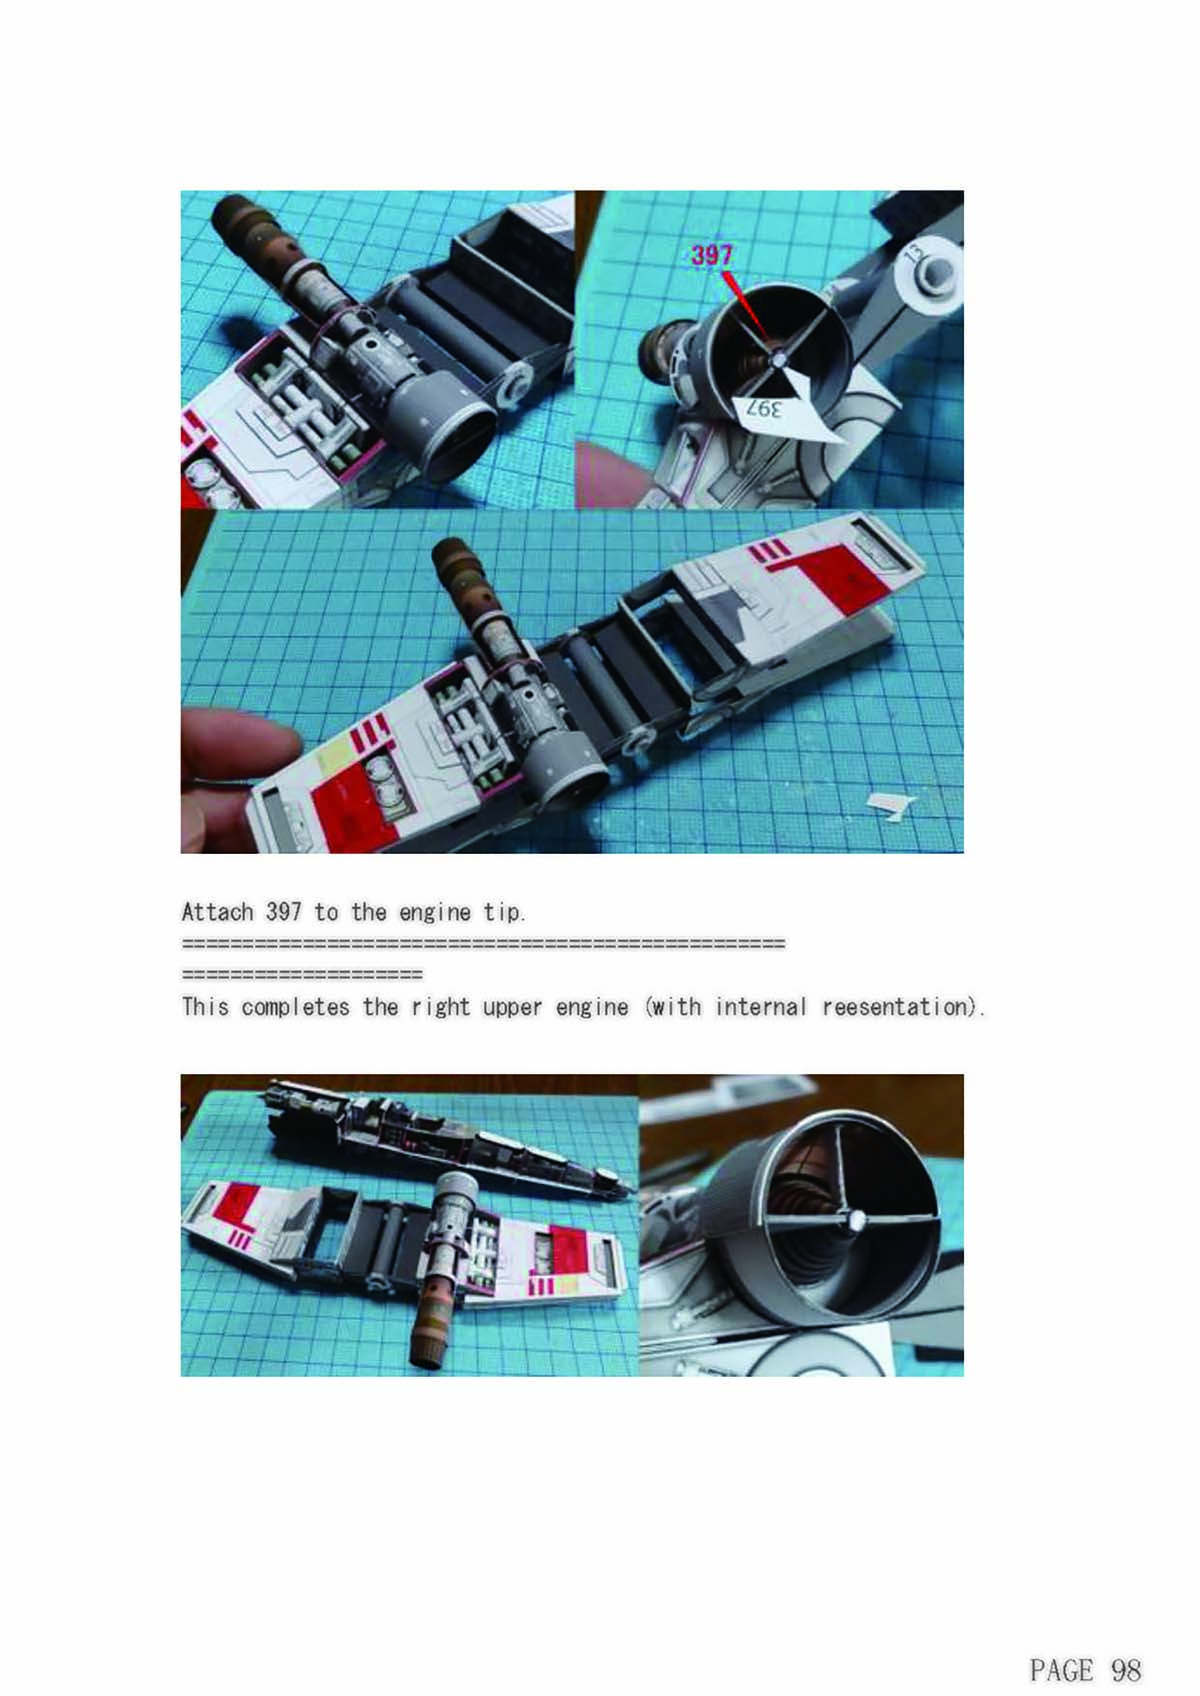 397
13
397
Attach 397 to the engine tip.
==================================================
====================
This completes the right upper engine (with internal reesentation).
PAGE 98